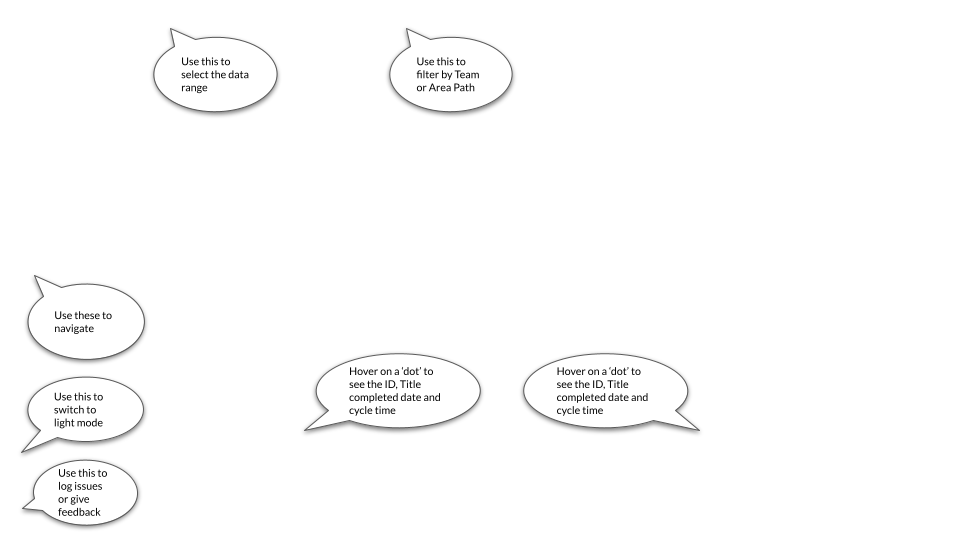 Use this to
select the data
range
Use this to
filter by Team
or Area Path
Use these to
navigate
Hover on a ‘dot’ to
see the ID, Title
completed date and
cycle time
Hover on a ‘dot’ to
see the ID, Title
completed date and
cycle time
Use this to
switch to
light mode
Use this to
log issues
or give
feedback